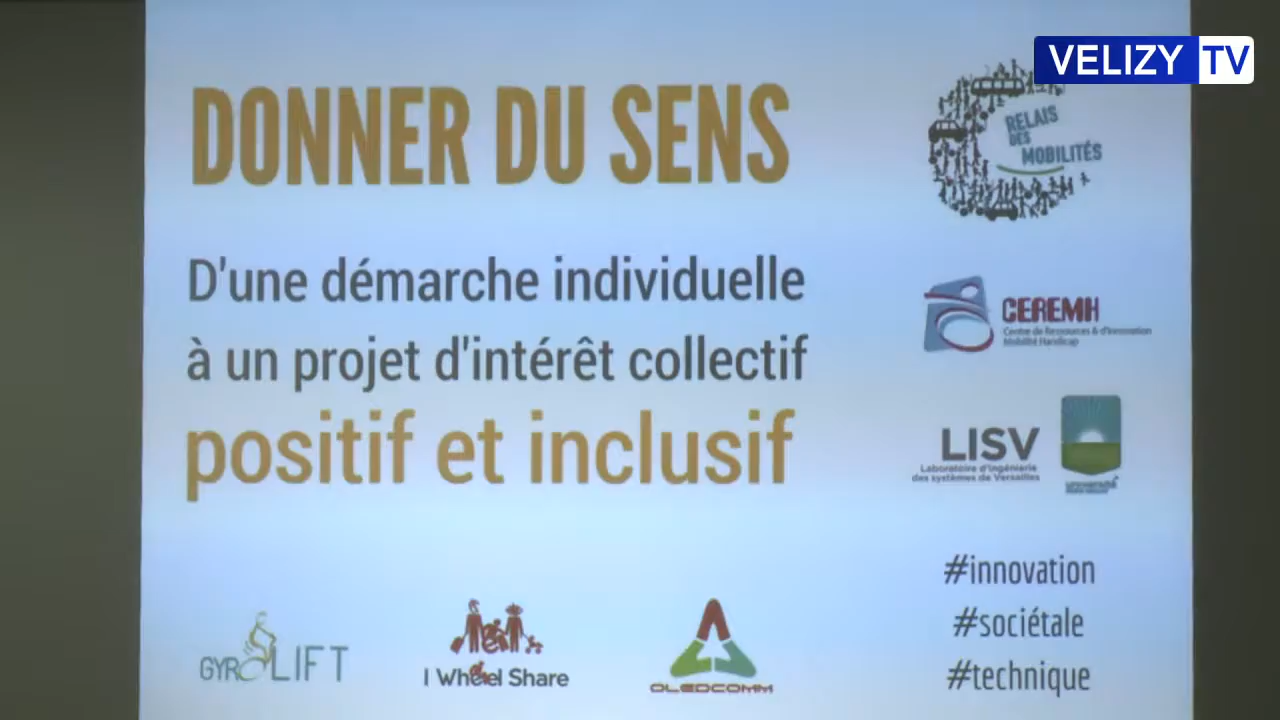 VELIZY TV
DONNER DU SENS
RELAIS
DES
MOBILITÉS
D'une démarche individuelle
à un projet d'intérêt collectif
positif et inclusif
CEREMH
Centre de Ressources & d'Innovation
Mobilité Handicap
LISV
Laboratoire d'ingénierie
des systèmes de Versailles
université
#innovation
#sociétale
#technique
GYROLIFT
I Wheel Share
OLEDCOMM